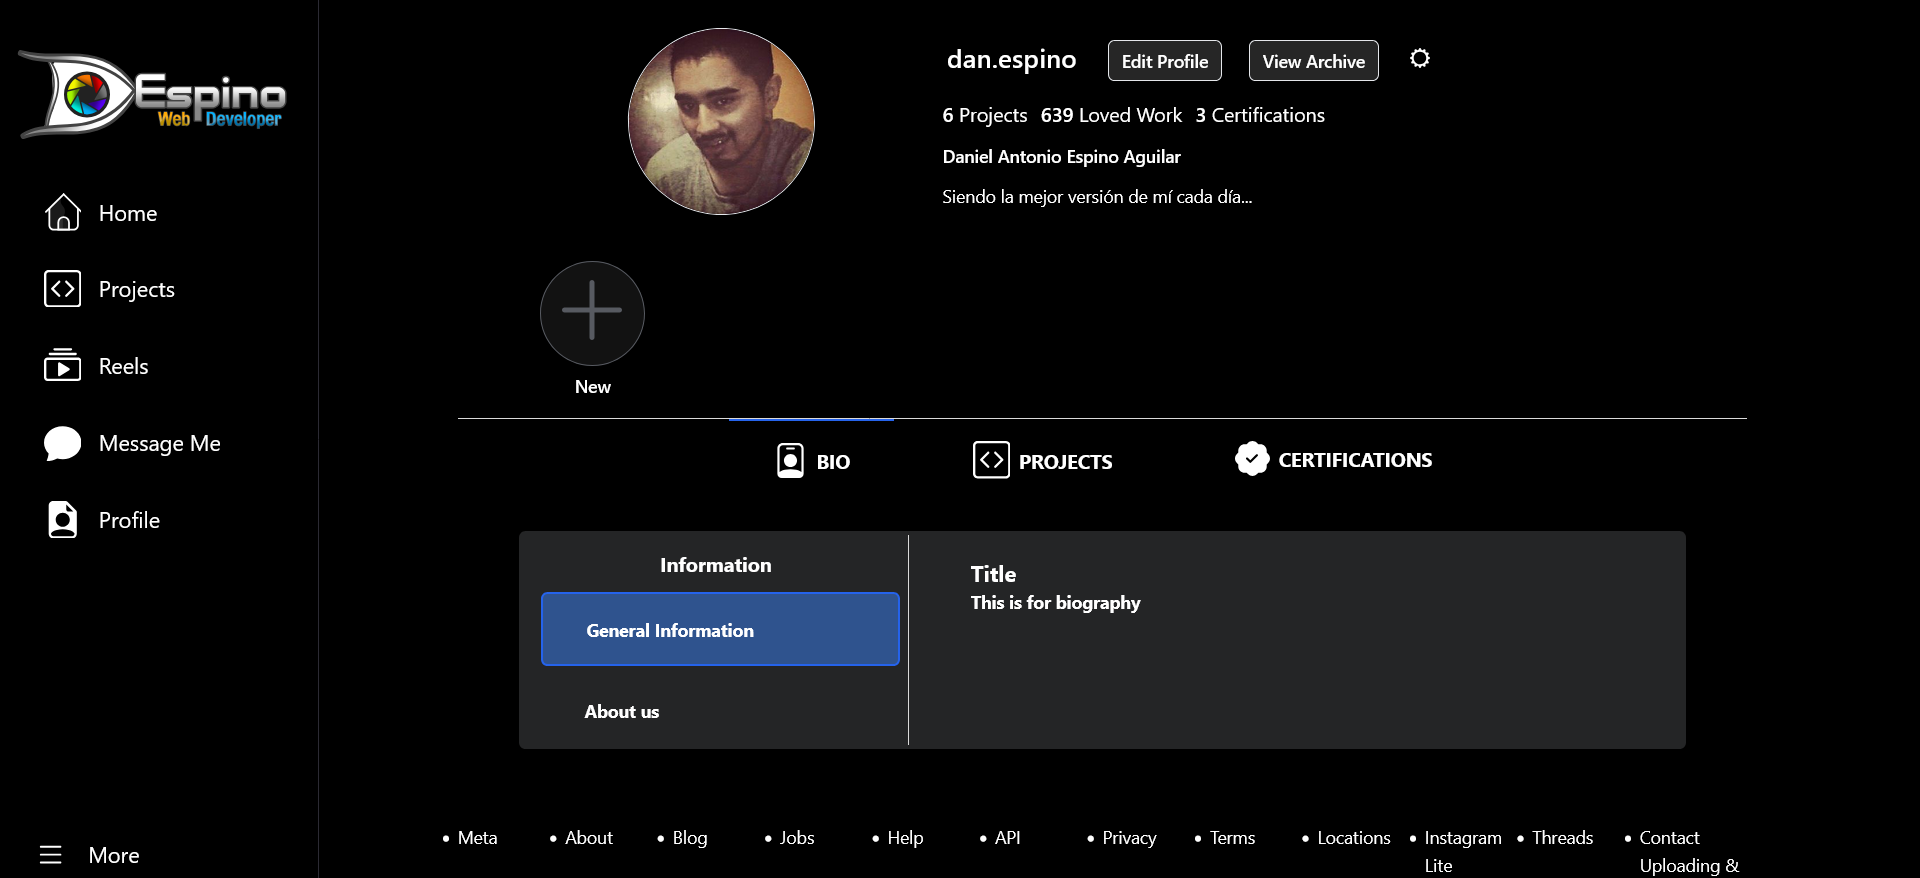 Espino
Web Developer
Home
Projects
Reels
Message Me
Profile
More
dan.espino
Edit Profile
View Archive
6 Projects 639 Loved Work 3 Certifications
Daniel Antonio Espino Aguilar
Siendo la mejor versión de mí cada día...
New
BIO
PROJECTS
CERTIFICATIONS
Information
General Information
About us
Title
This is for biography
• Meta
• About
• Blog
• Jobs
• Help
• API
• Privacy
• Terms
• Locations
• Instagram
Lite
• Threads
• Contact
Uploading &